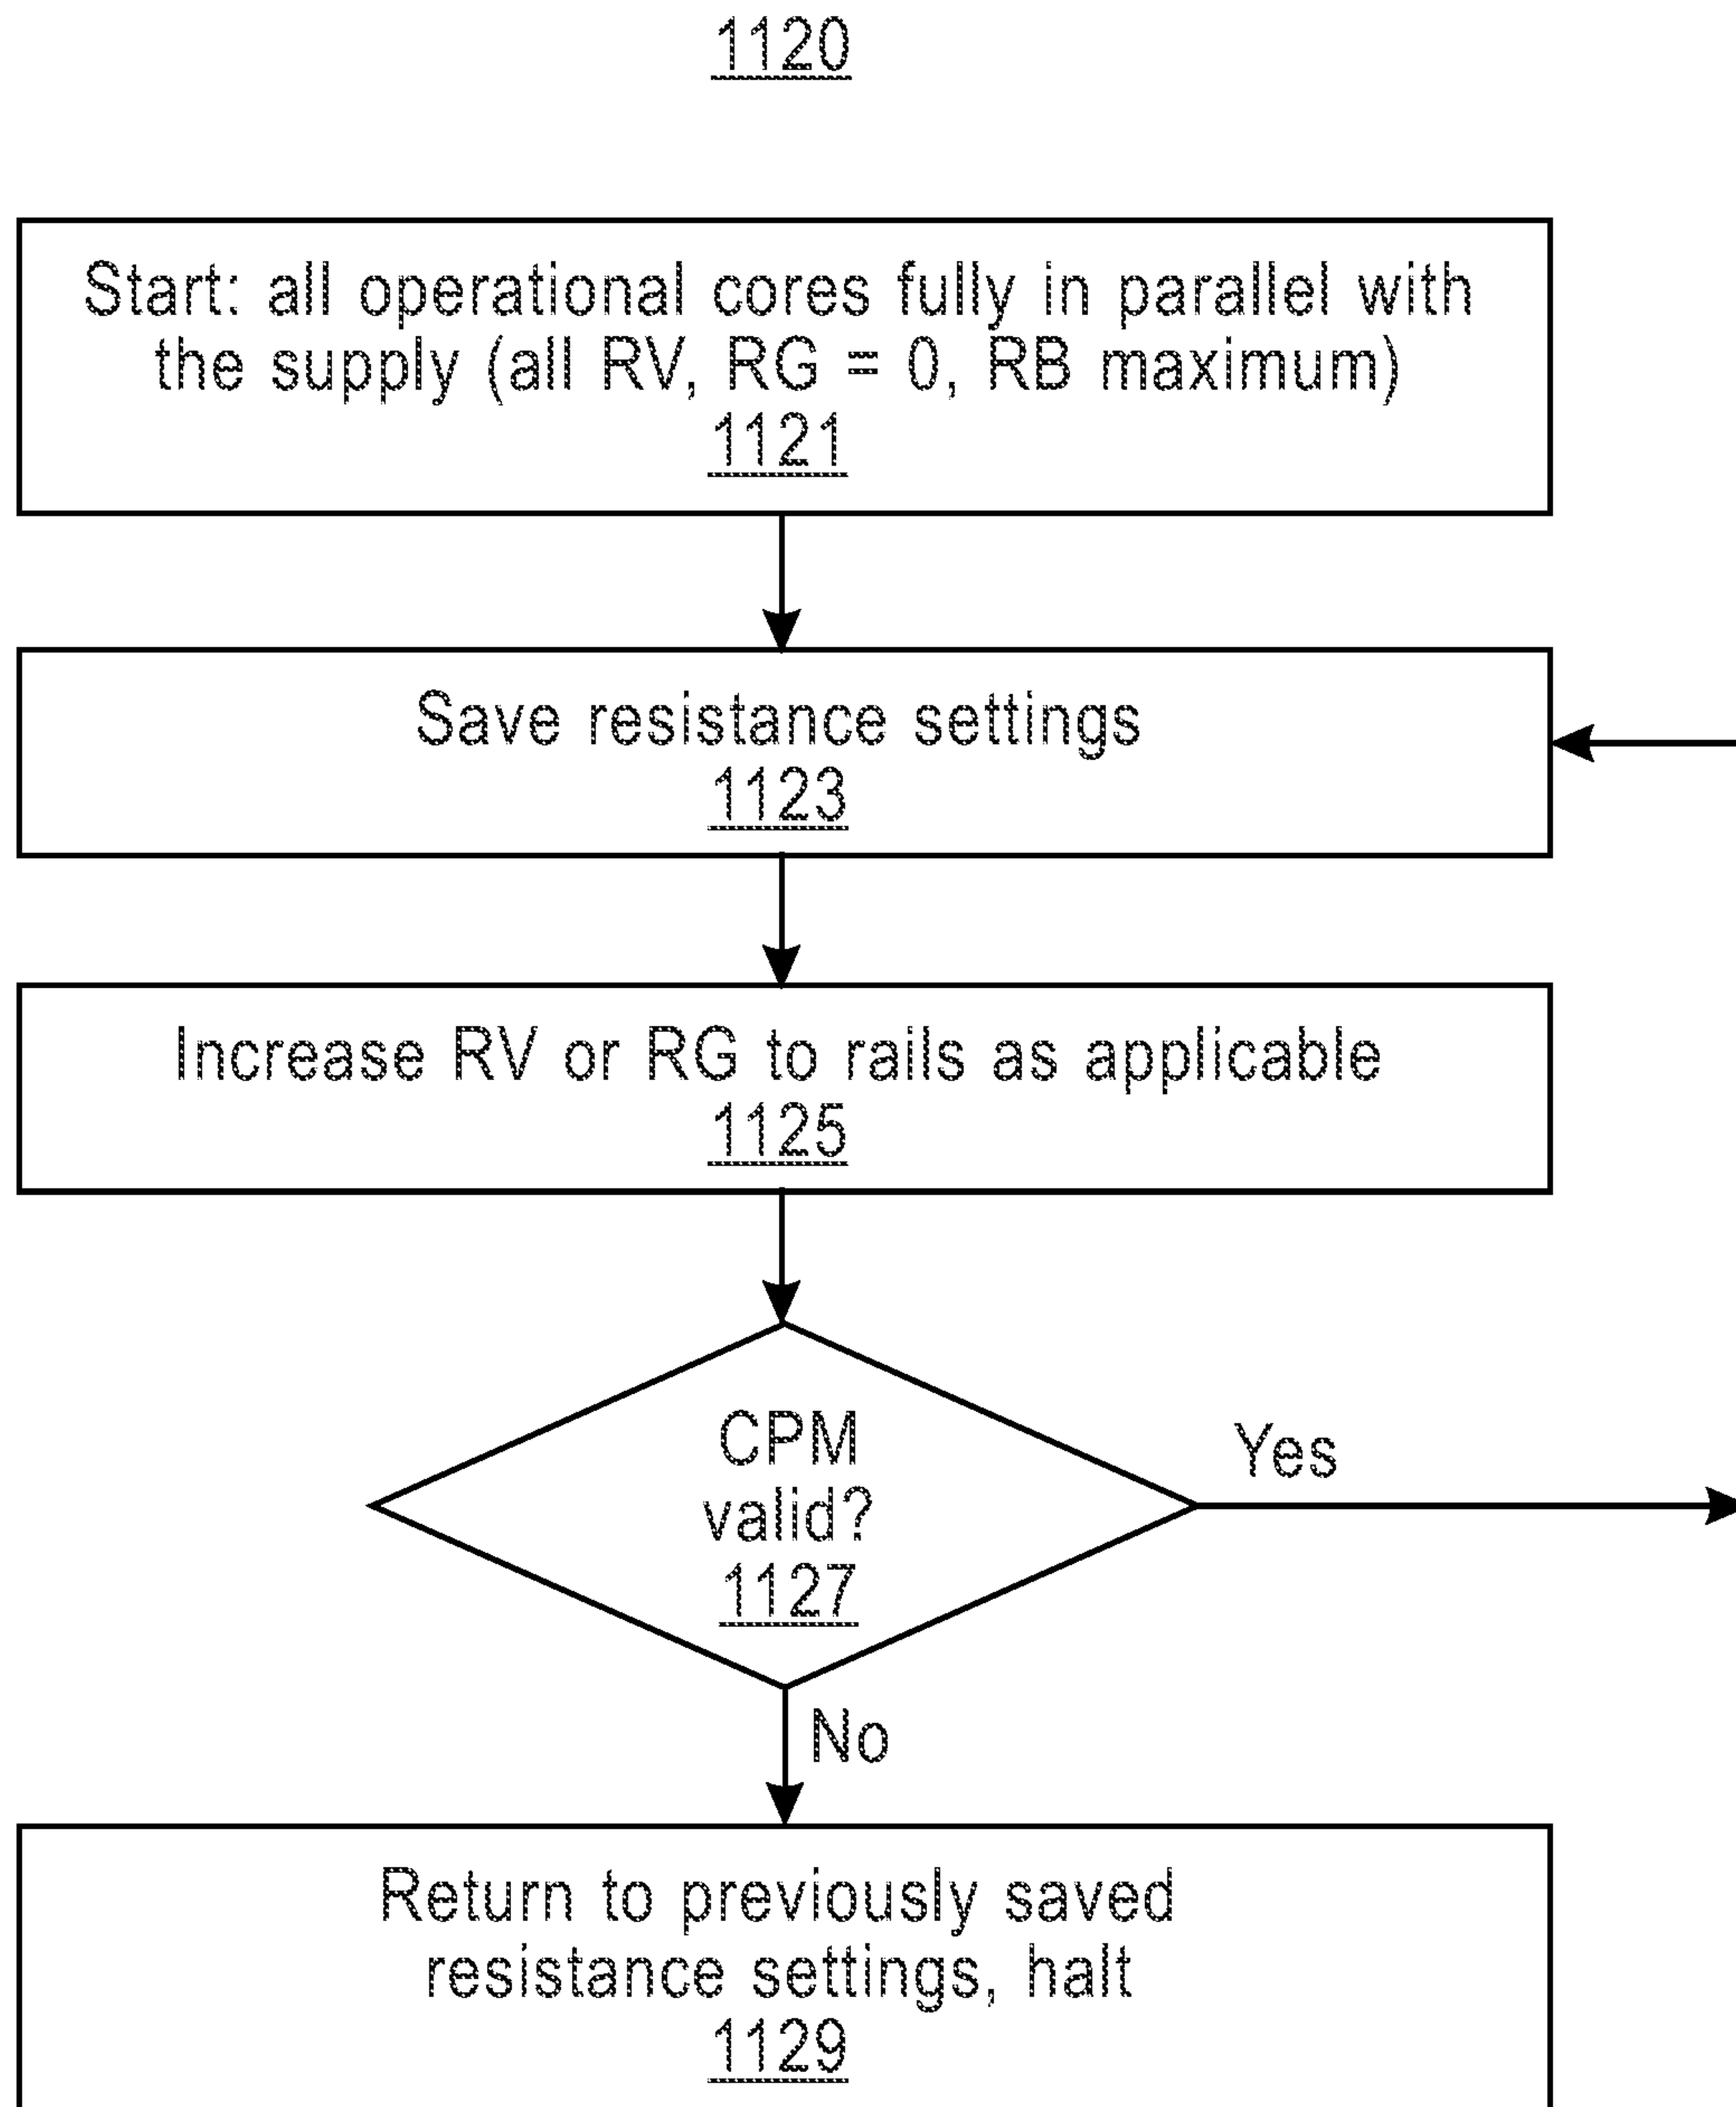 1120
Start: all operational cores fully in parallel with
the supply (all RV, RG = 0, RB maximum)
1121
Save resistance settings
1123
Increase RV or RG to rails as applicable
1125
CPM
valid?
1127
Yes
No
Return to previously saved
resistance settings, halt
1129